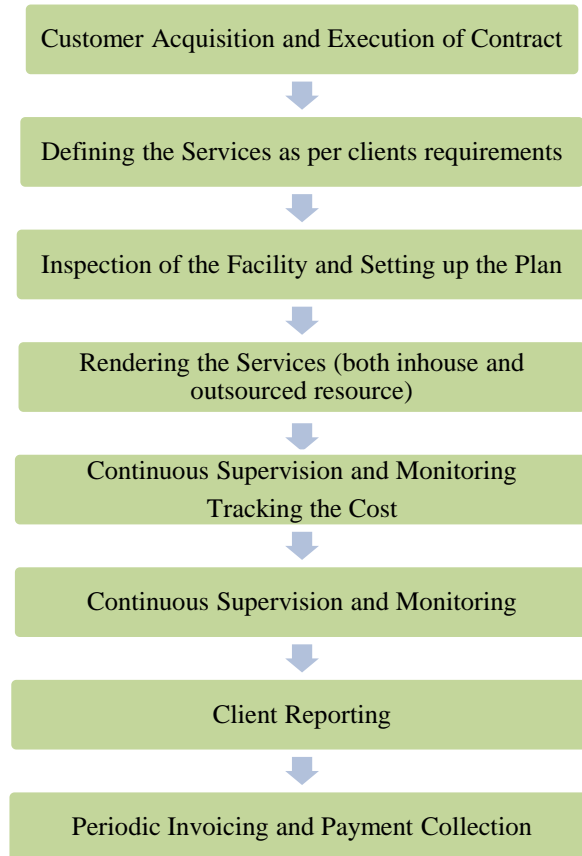 Customer Acquisition and Execution of Contract
Defining the Services as per clients requirements
Inspection of the Facility and Setting up the Plan
Rendering the Services (both inhouse and
outsourced resource)
Continuous Supervision and Monitoring
Tracking the Cost
Continuous Supervision and Monitoring
Client Reporting
Periodic Invoicing and Payment Collection